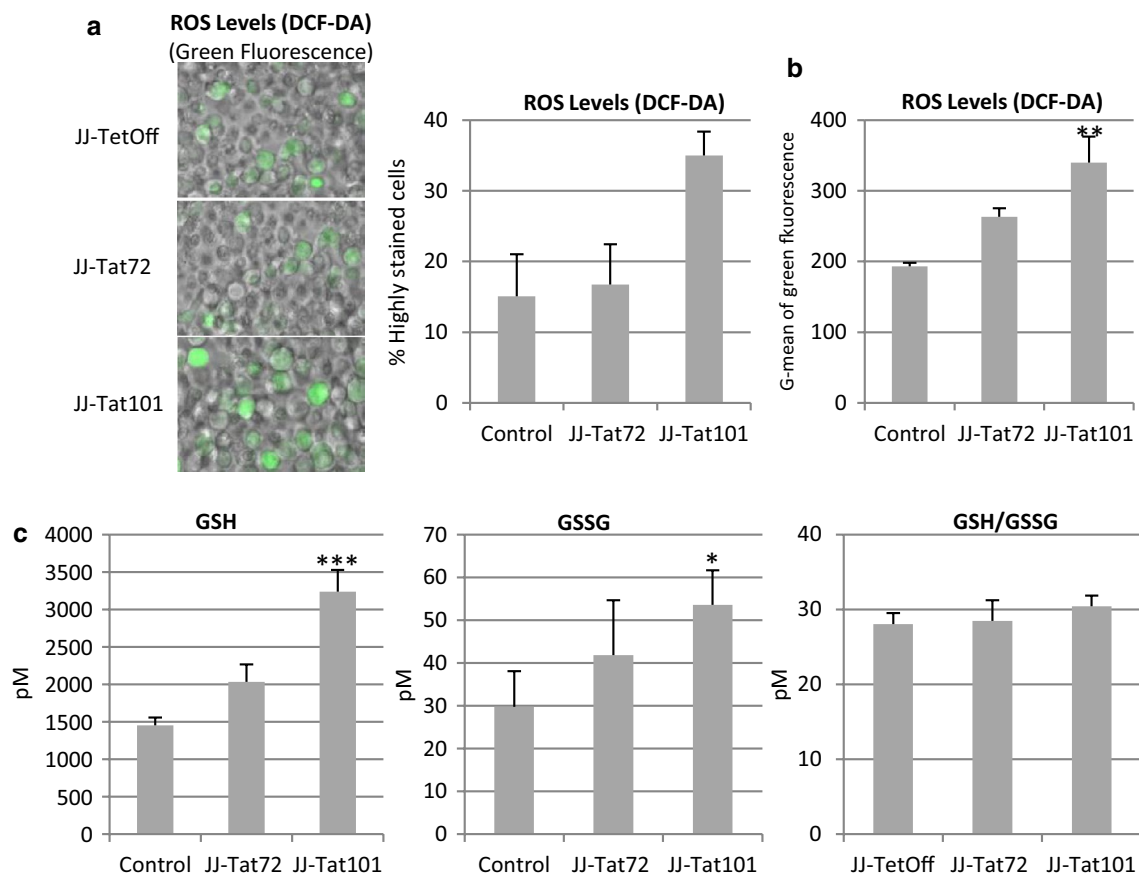 a
ROS Levels (DCF-DA)
(Green Fluorescence)
JJ-TetOff
JJ-Tat72
JJ-Tat101
ROS Levels (DCF-DA)
% Highly stained cells
40
30
20
10
0
Control JJ-Tat72 JJ-Tat101
b
ROS Levels (DCF-DA)
G-mean of green fkuorescence
400
300
200
100
0
**
Control JJ-Tat72 JJ-Tat101
c
GSH
pM
4000
3500
3000
2500
2000
1500
1000
500
0
***
Control JJ-Tat72 JJ-Tat101
GSSG
pM
70
60
50
40
30
20
10
0
*
Control JJ-Tat72 JJ-Tat101
GSH/GSSG
pM
40
30
20
10
0
JJ-TetOff JJ-Tat72 JJ-Tat101